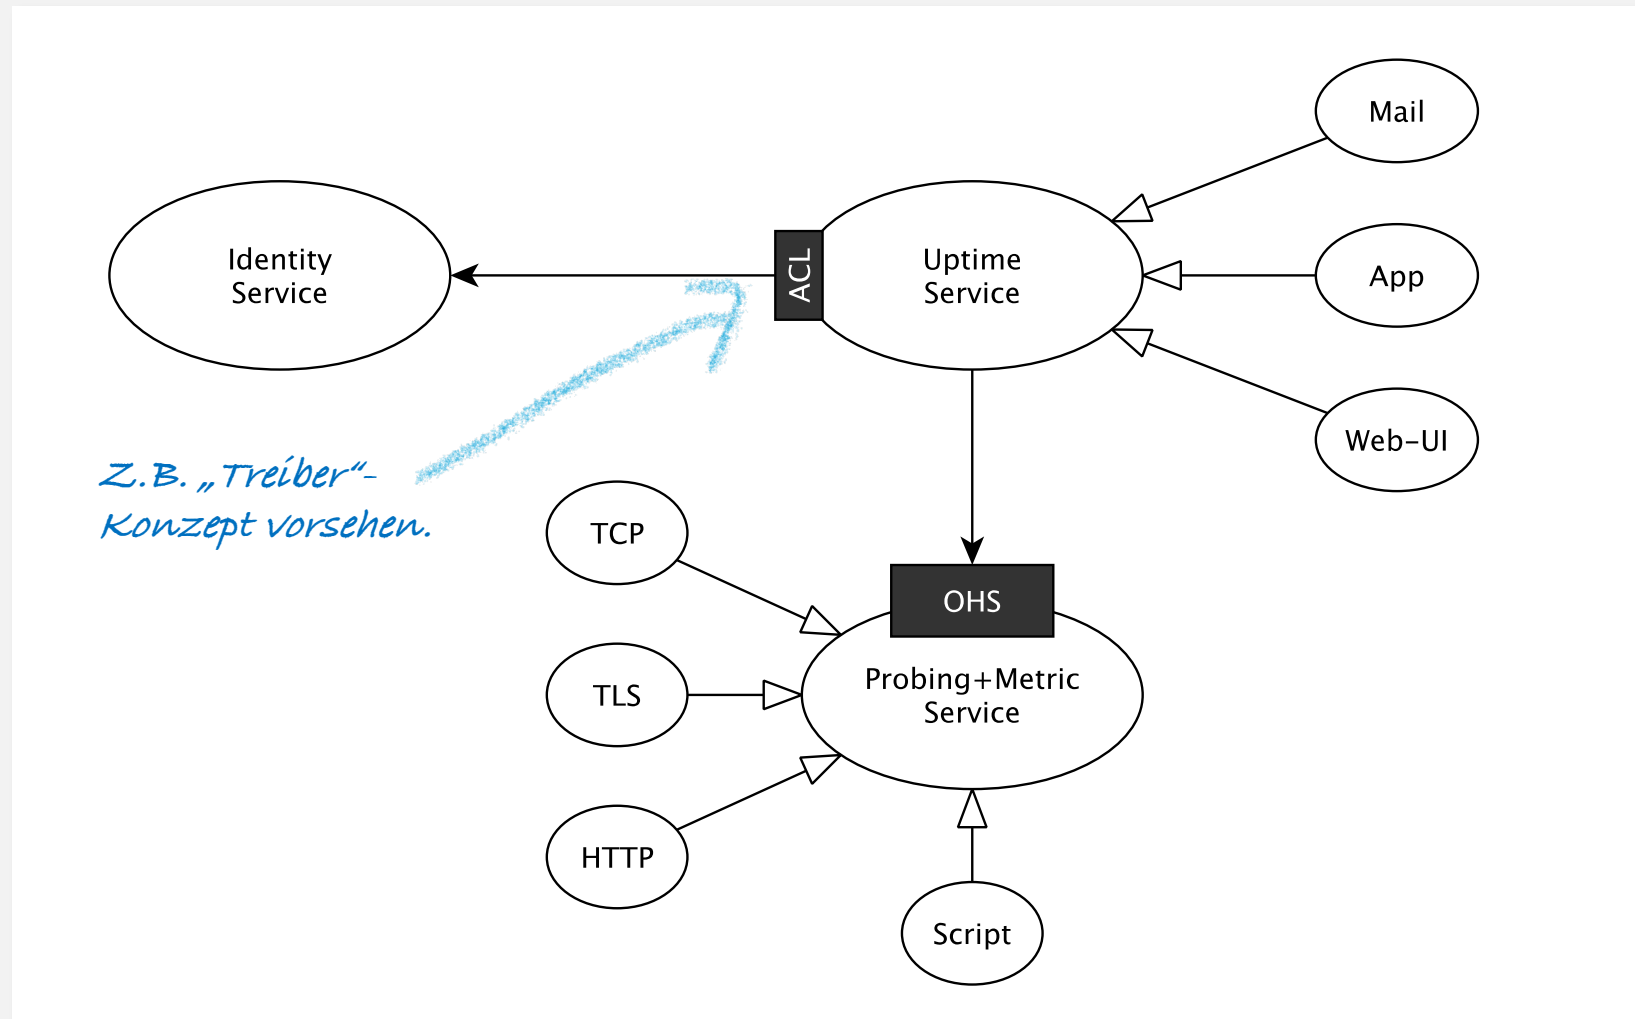 Mail
Identity
Service
ACL
Uptime
Service
App
Web-UI
Z.B. „Treiber“-
Konzept vorsehen.
TCP
OHS
TLS
Probing+Metric
Service
HTTP
Script